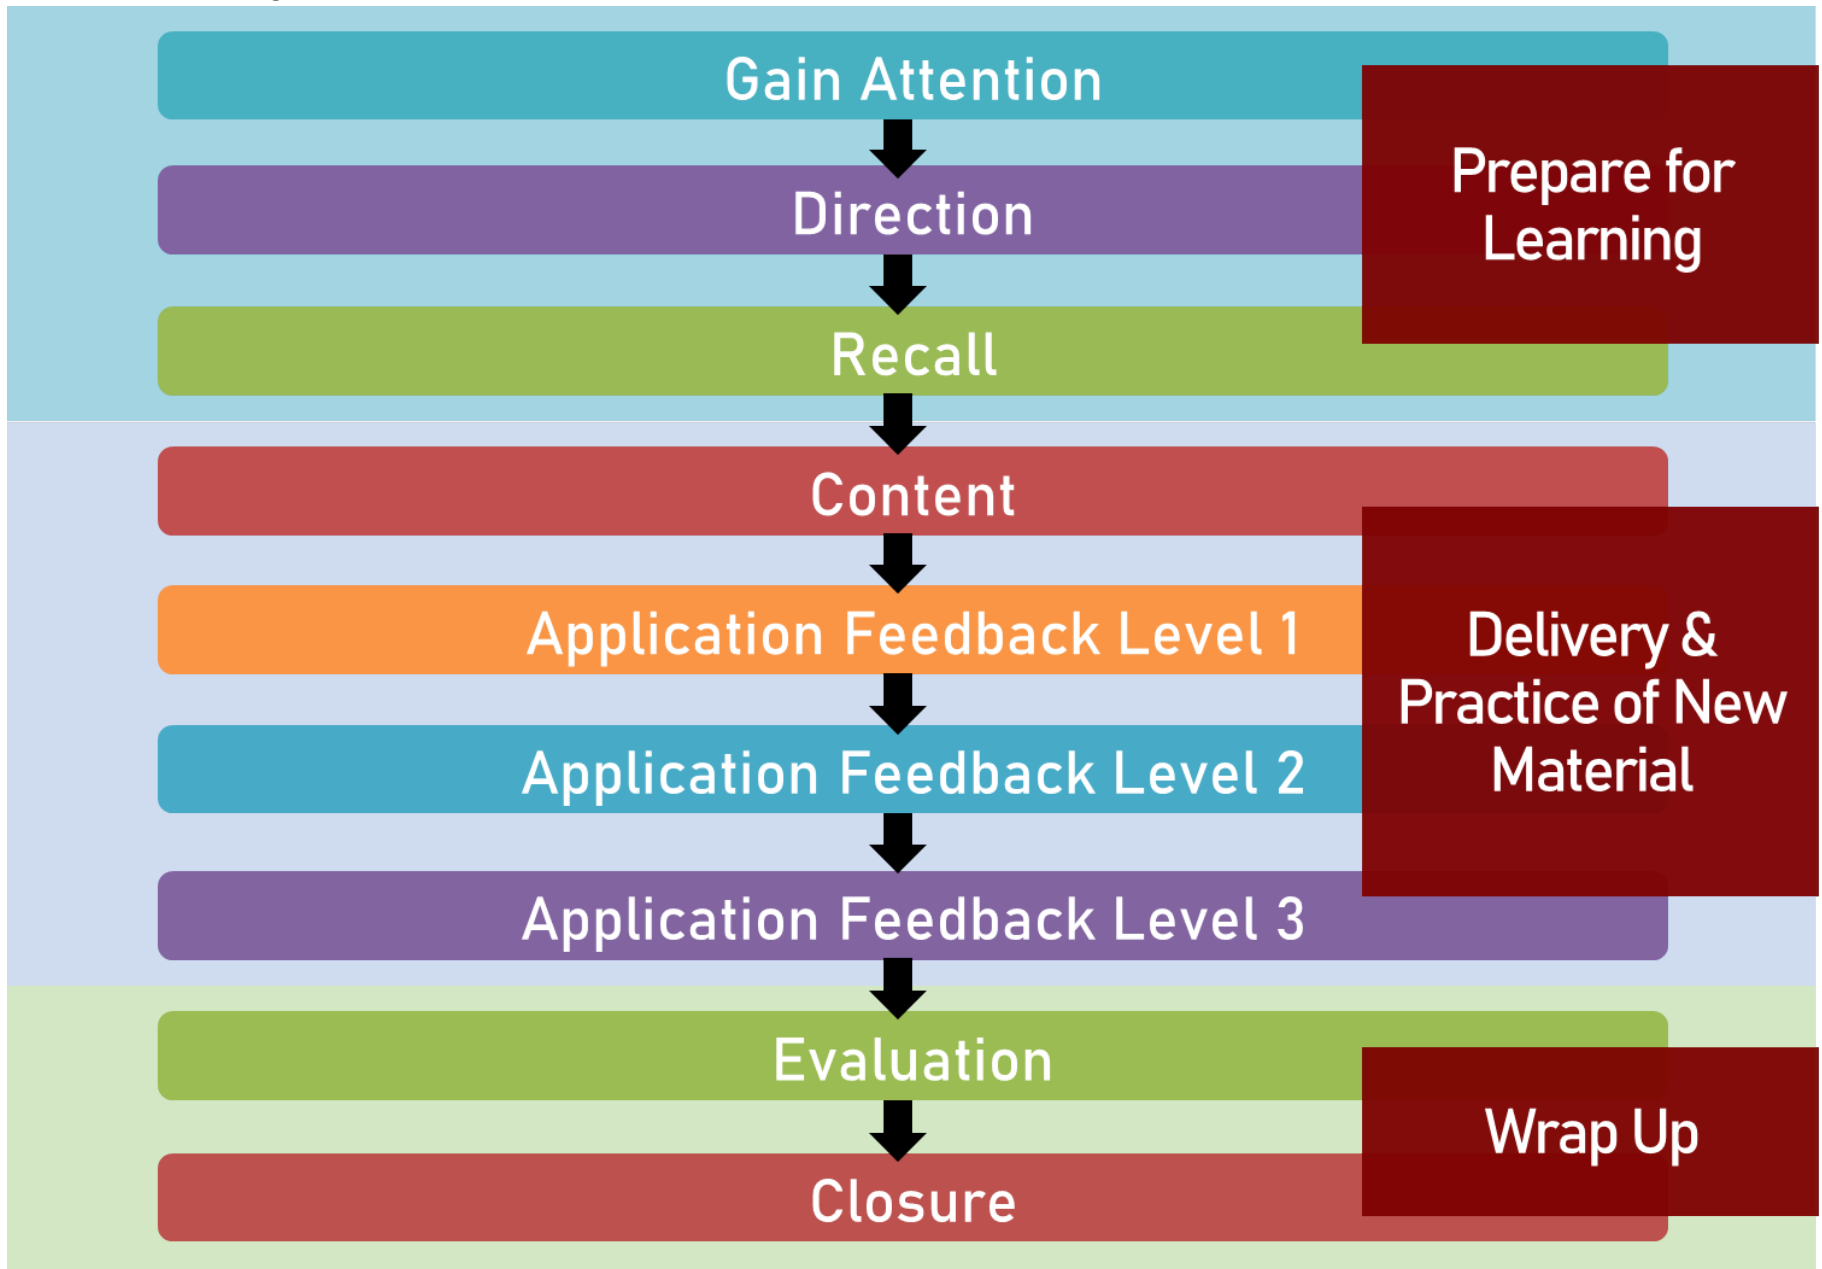 Gain Attention
Direction
Recall
Prepare for
Learning
Content
Application Feedback Level 1
Application Feedback Level 2
Application Feedback Level 3
Delivery &
Practice of New
Material
Evaluation
Closure
Wrap Up